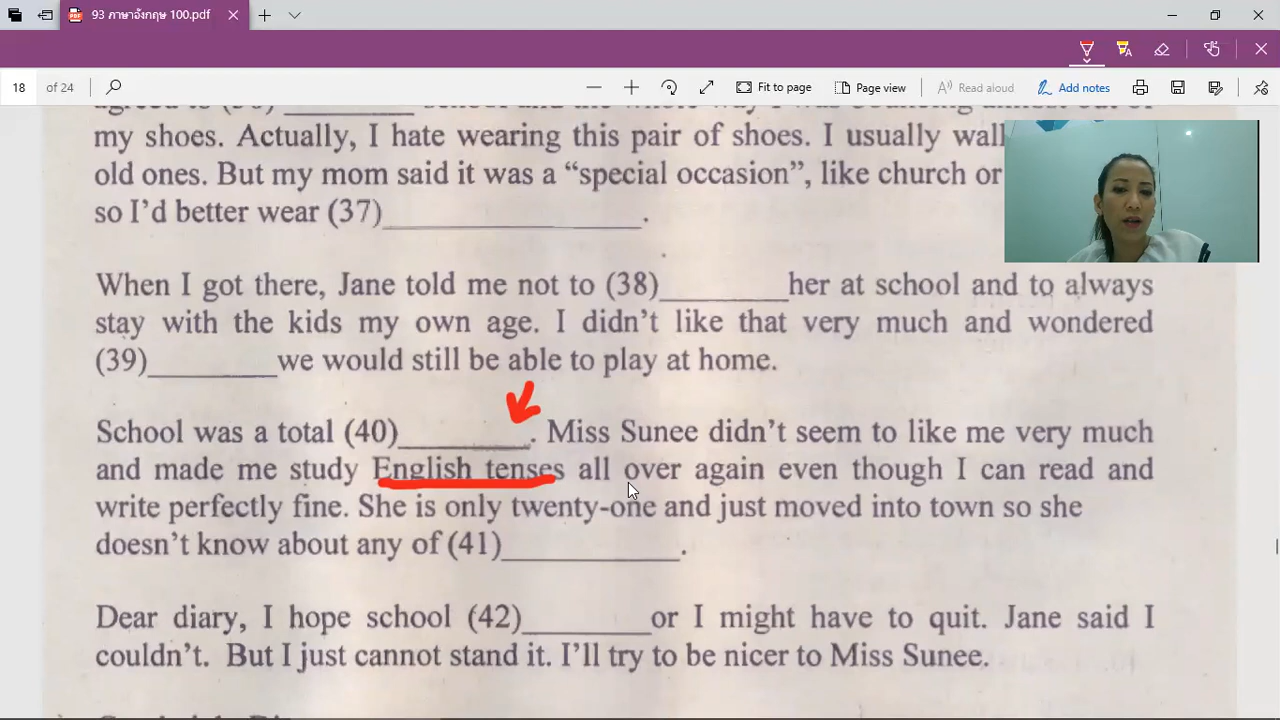 93 ภาษาอังกฤษ 100.pdf
18 of 24
Fit to page
Page view
Read aloud
Add notes
my shoes. Actually, I hate wearing this pair of shoes. I usually
old ones. But my mom said it was a “special occasion”, like church or
so I’d better wear (37)____________________.
When I got there, Jane told me not to (38)__________her at school and to always
stay with the kids my own age. I didn’t like that very much and wondered
(39)__________we would still be able to play at home.
School was a total (40)__________. Miss Sunee didn’t seem to like me very much
and made me study English tenses all over again even though I can read and
write perfectly fine. She is only twenty-one and just moved into town so she
doesn’t know about any of (41)______________.
Dear diary, I hope school (42)__________or I might have to quit. Jane said I
couldn’t. But I just cannot stand it. I’ll try to be nicer to Miss Sunee.